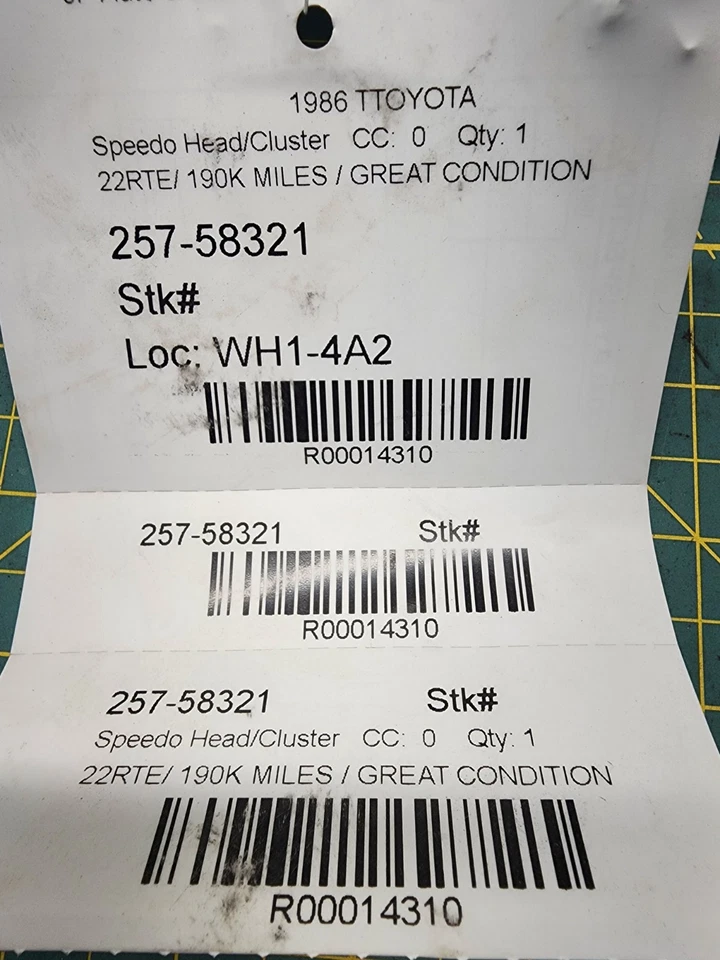 1986 TTOYOTA
Speedo Head/Cluster CC: 0 Qty: 1
22RTE/ 190K MILES / GREAT CONDITION
257-58321
Stk#
Loc: WH1-4A2
R00014310
257-58321 Stk#
R00014310
257-58321 Stk#
Speedo Head/Cluster CC: 0 Qty: 1
22RTE/ 190K MILES / GREAT CONDITION
R00014310